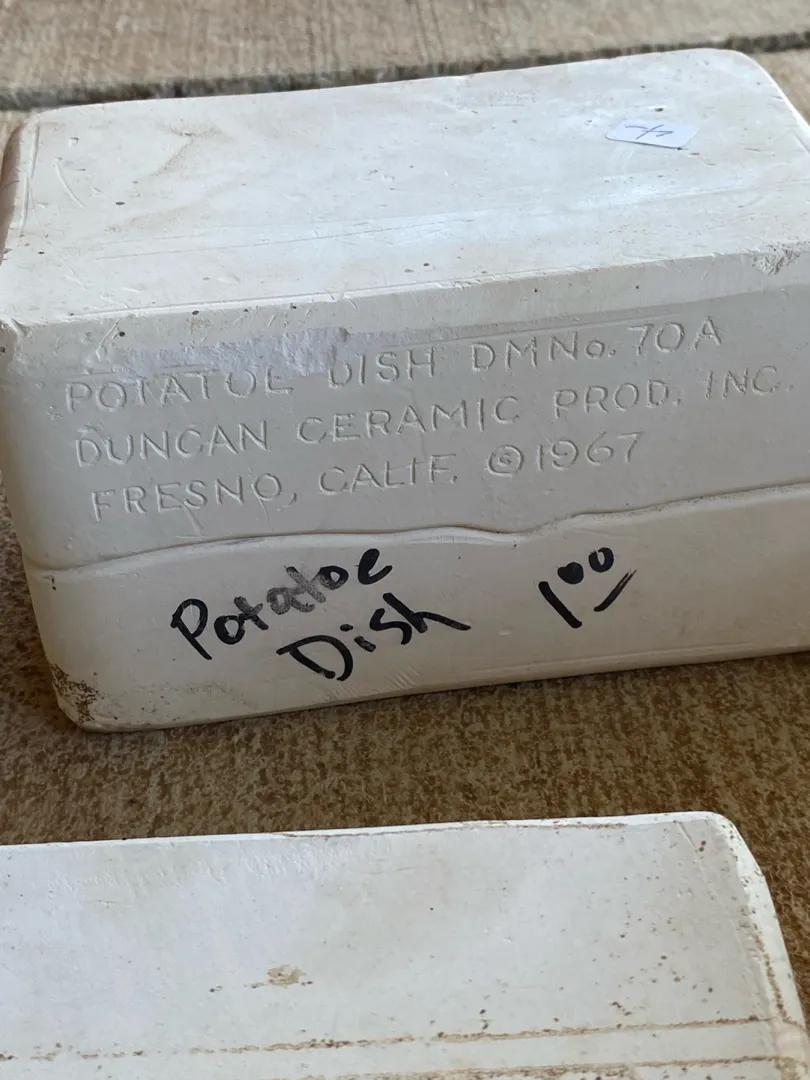 POTATOE DISH DM No. 70A
DUNCAN CERAMIC PROD. INC.
FRESNO, CALIF. ©1967
Potatoe
Dish 1⁰⁰